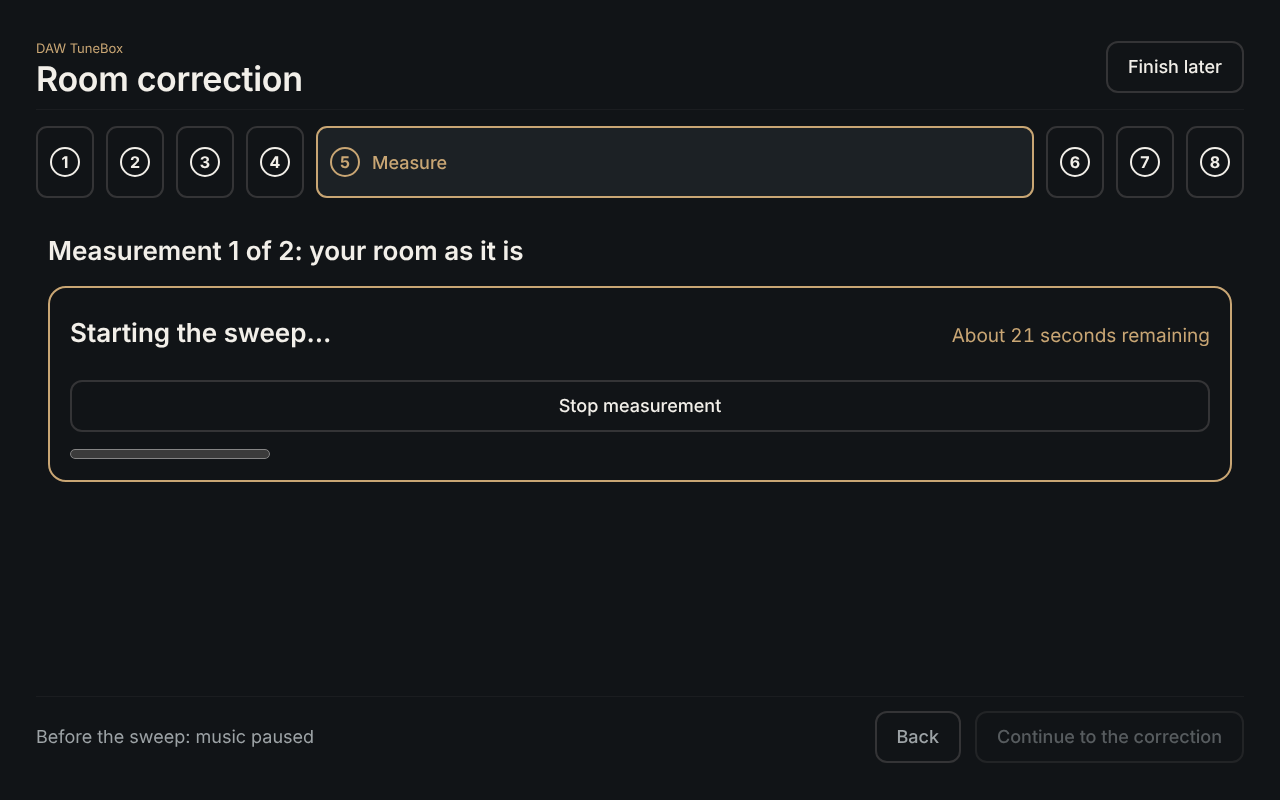 DAW TuneBox
Room correction
Finish later
1
2
3
4
5 Measure
6
7
8
Measurement 1 of 2: your room as it is
Starting the sweep...
About 21 seconds remaining
Stop measurement
Before the sweep: music paused
Back
Continue to the correction